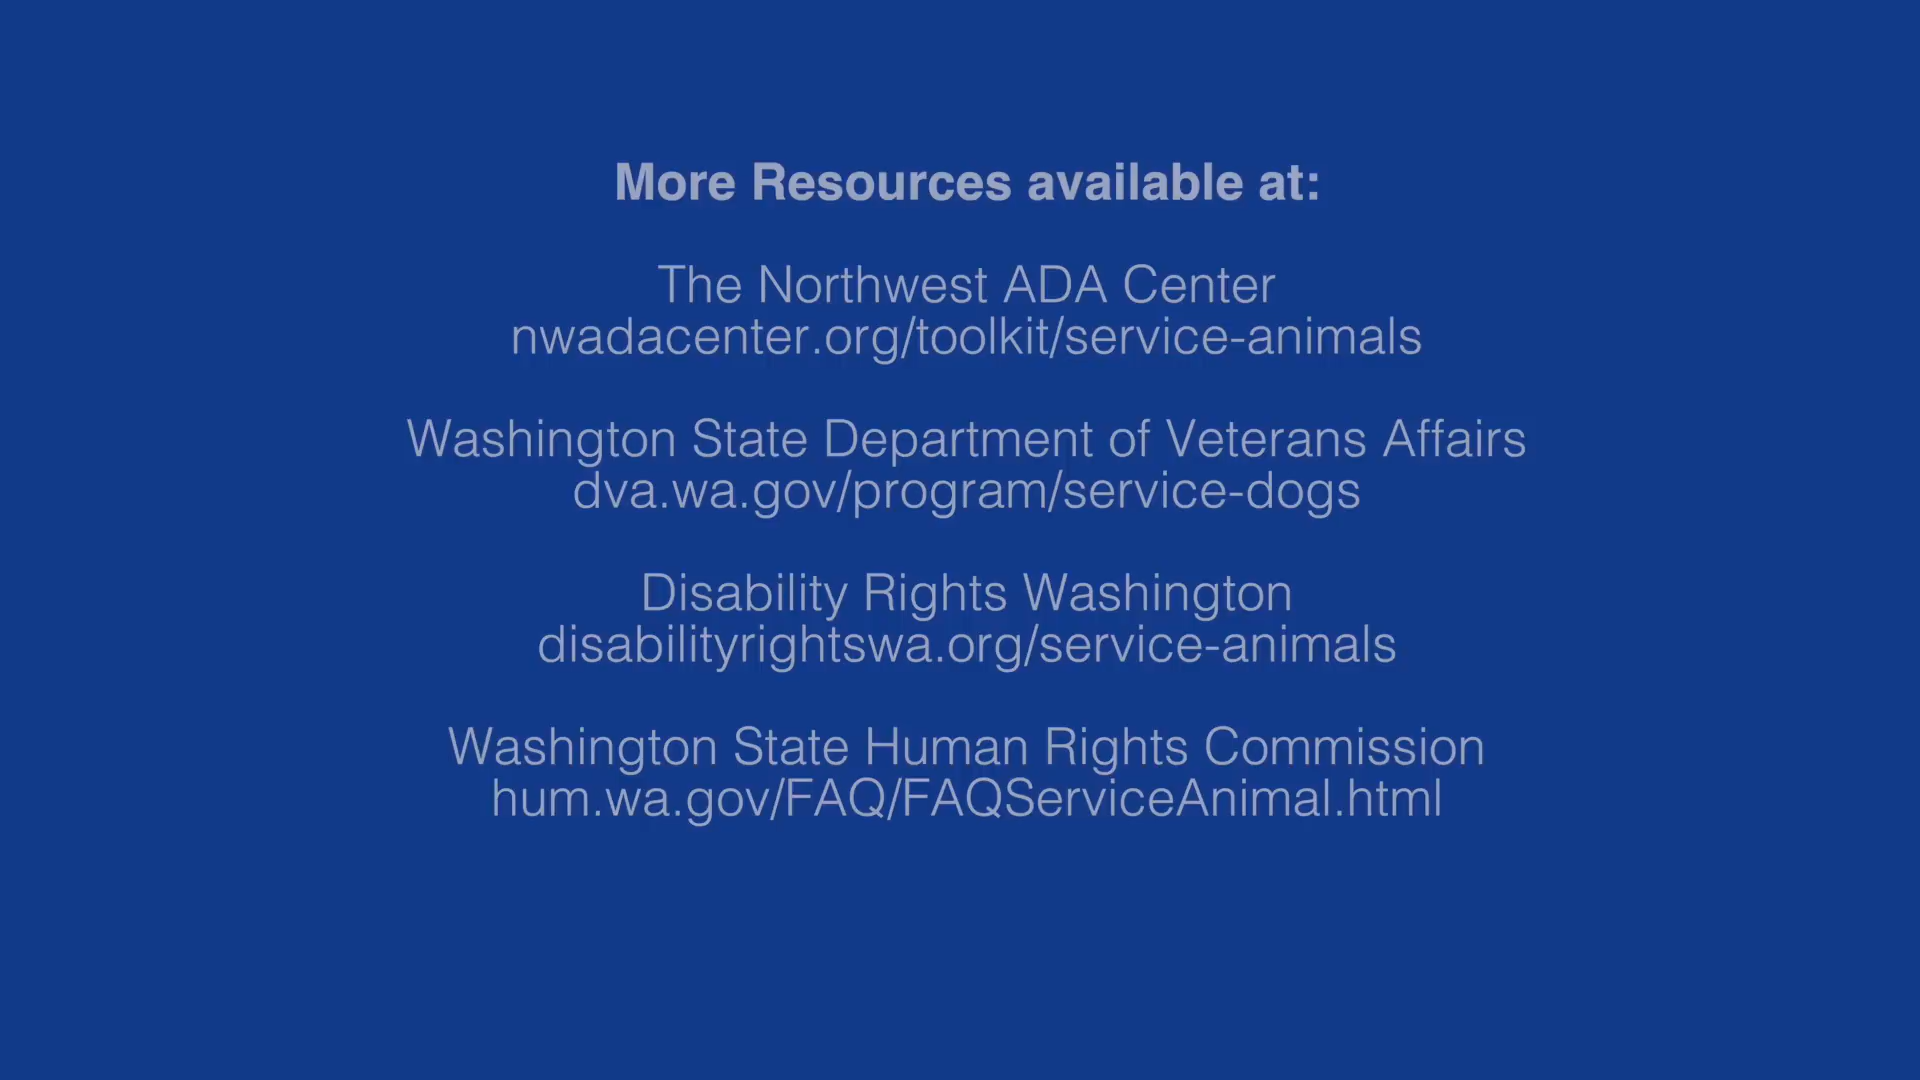 More Resources available at:
The Northwest ADA Center
nwadacenter.org/toolkit/service-animals
Washington State Department of Veterans Affairs
dva.wa.gov/program/service-dogs
Disability Rights Washington
disabilityrightswa.org/service-animals
Washington State Human Rights Commission
hum.wa.gov/FAQ/FAQServiceAnimal.html